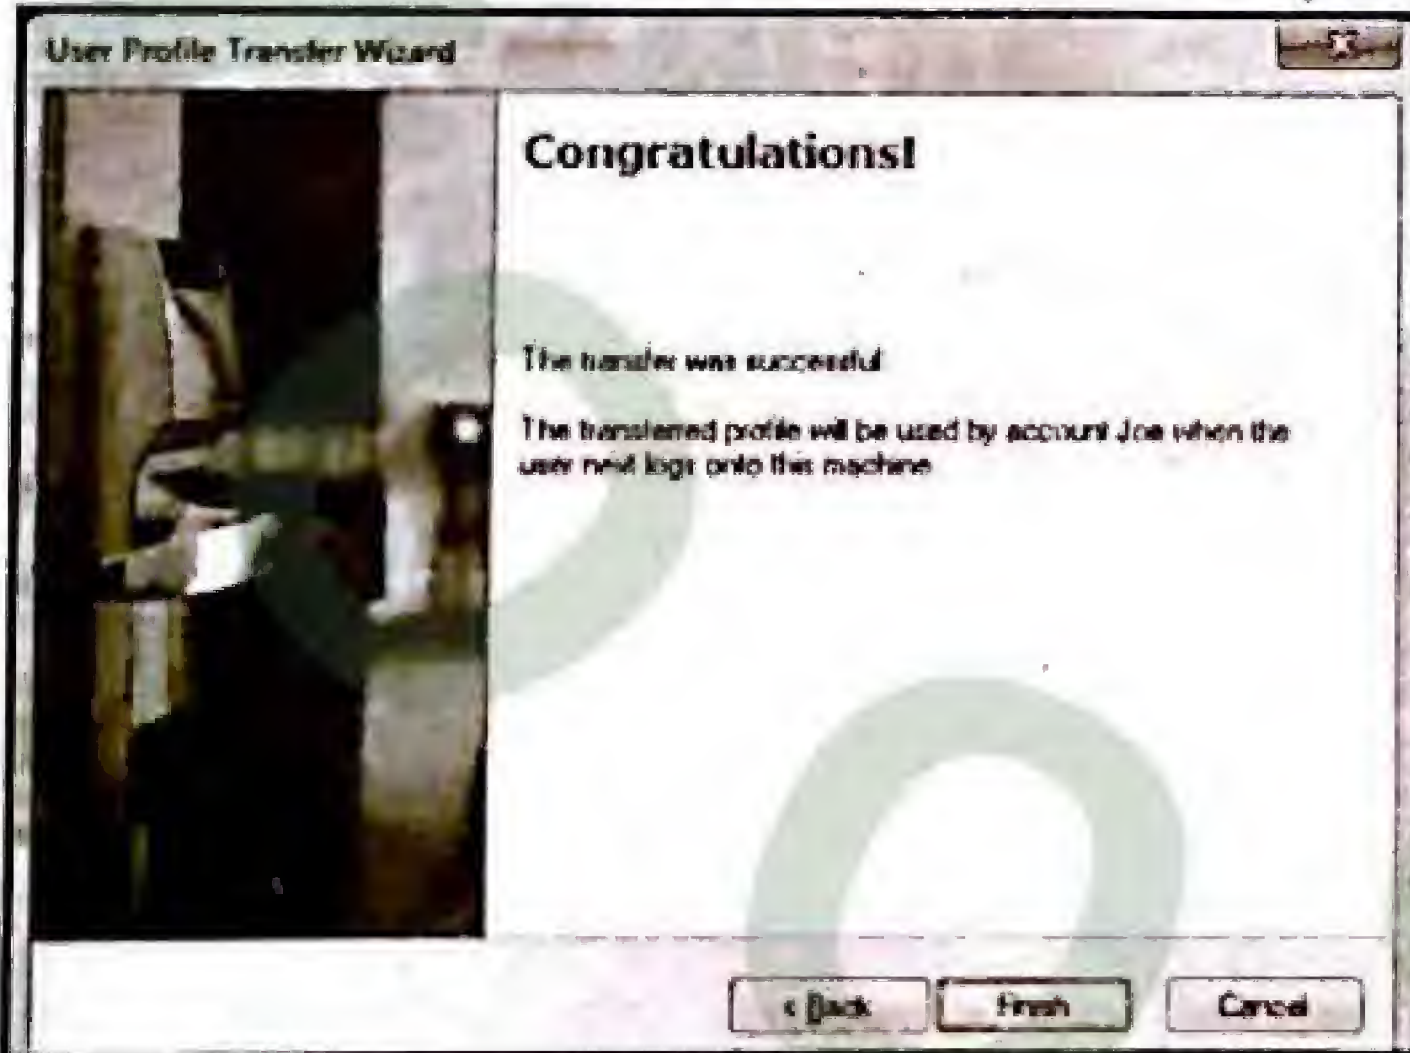 User Profile Transfer Wizard
Congratulations!
The transfer was successful
The transferred profile will be used by account Joe when the
user next logs onto this machine
< Back
Finish
Cancel